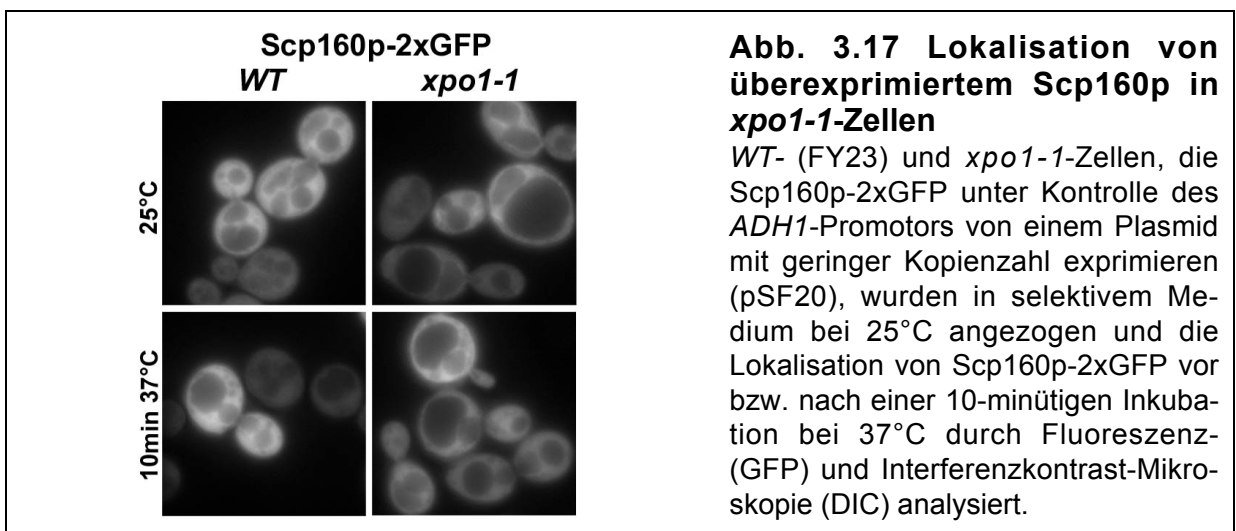 Scp160p-2xGFP
WT xpo1-1
25°C
10min 37°C
Abb. 3.17 Lokalisation von
überexprimiertem Scp160p in
xpo1-1-Zellen
WT- (FY23) und xpo1-1-Zellen, die
Scp160p-2xGFP unter Kontrolle des
ADH1-Promotors von einem Plasmid
mit geringer Kopienzahl exprimieren
(pSF20), wurden in selektivem Me-
dium bei 25°C angezogen und die
Lokalisation von Scp160p-2xGFP vor
bzw. nach einer 10-minütigen Inkuba-
tion bei 37°C durch Fluoreszenz-
(GFP) und Interferenzkontrast-Mikro-
skopie (DIC) analysiert.